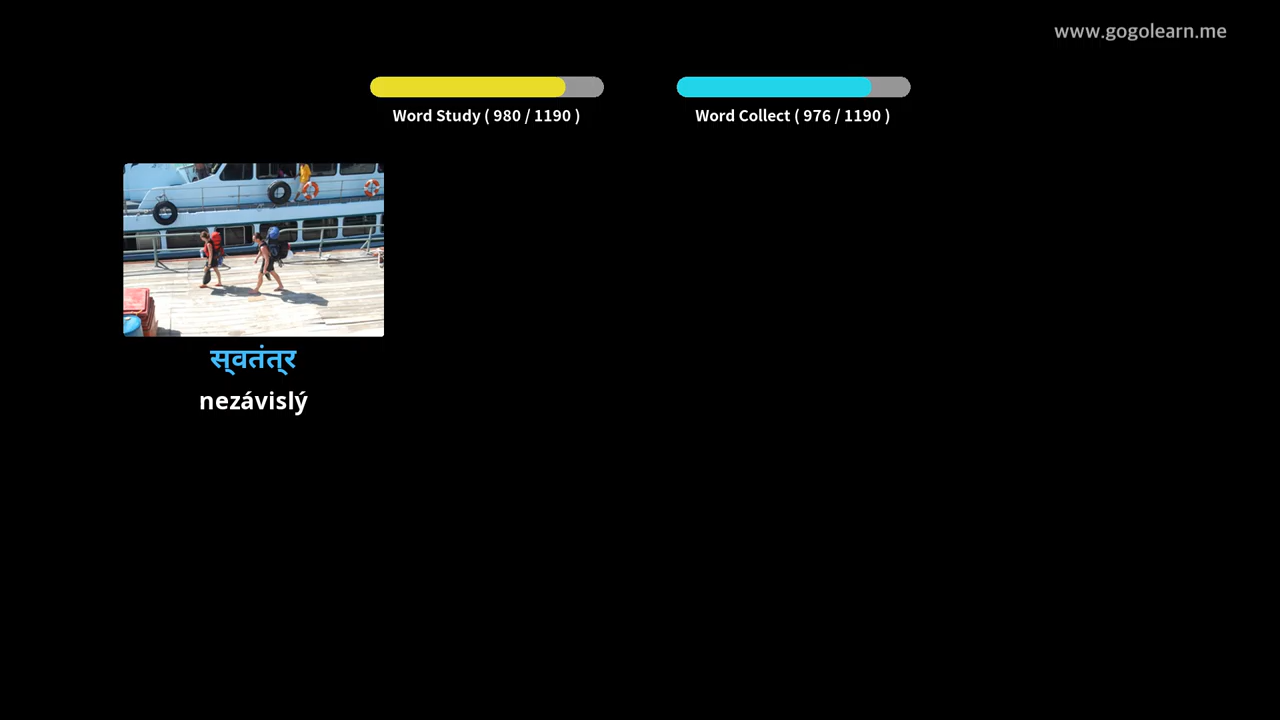 www.gogolearn.me
Word Study ( 980 / 1190 )
Word Collect ( 976 / 1190 )
स्वतंत्र
nezávislý